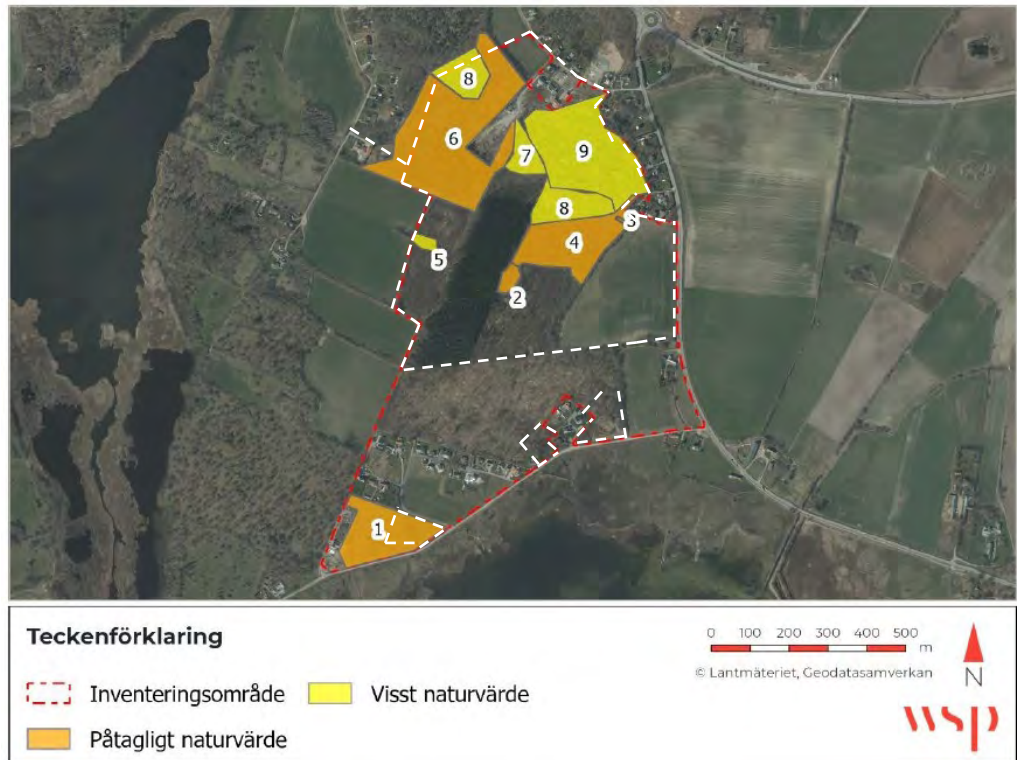 8
6
7
9
8
3
4
5
2
1
Teckenförklaring
Inventeringsområde
Visst naturvärde
Påtagligt naturvärde
0 100 200 300 400 500
m
© Lantmäteriet, Geodatasamverkan
N
wsp